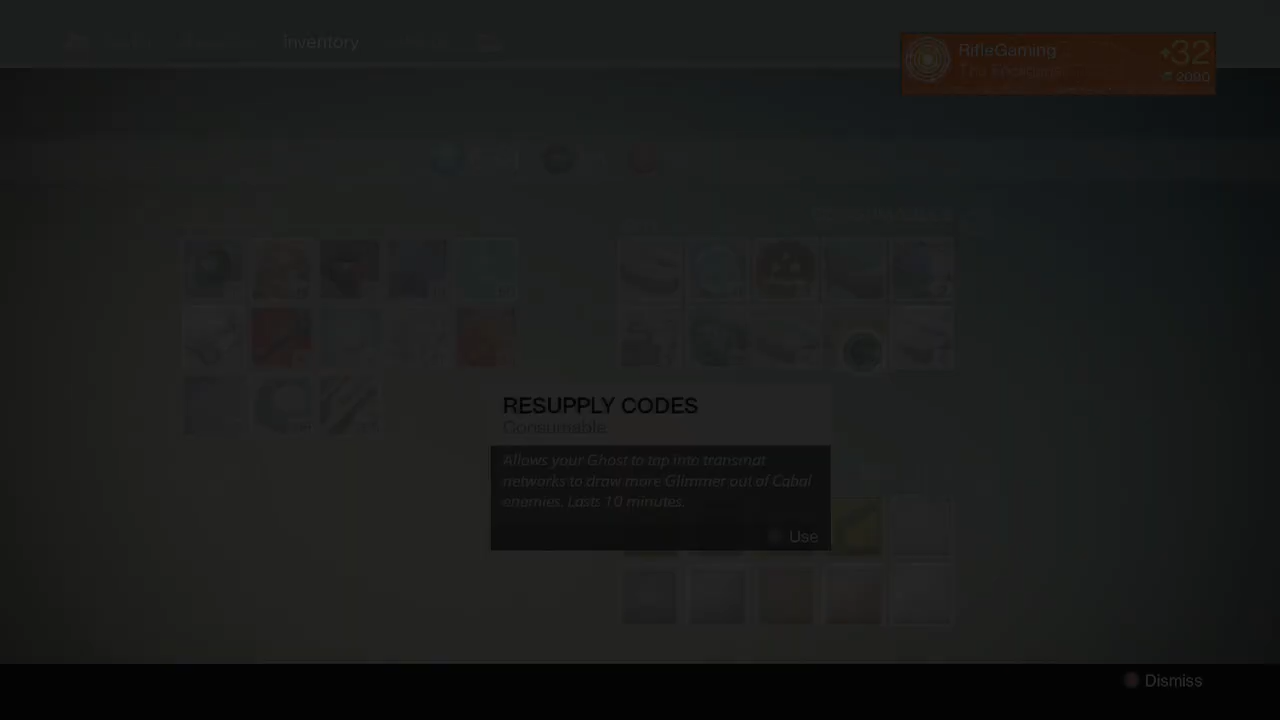 inventory
RifleGaming
32
2080
RESUPPLY CODES
Consumable
Allows your Ghost to tap into transmat
networks to draw more Glimmer out of Cabal
enemies. Lasts 10 minutes.
Use
Dismiss